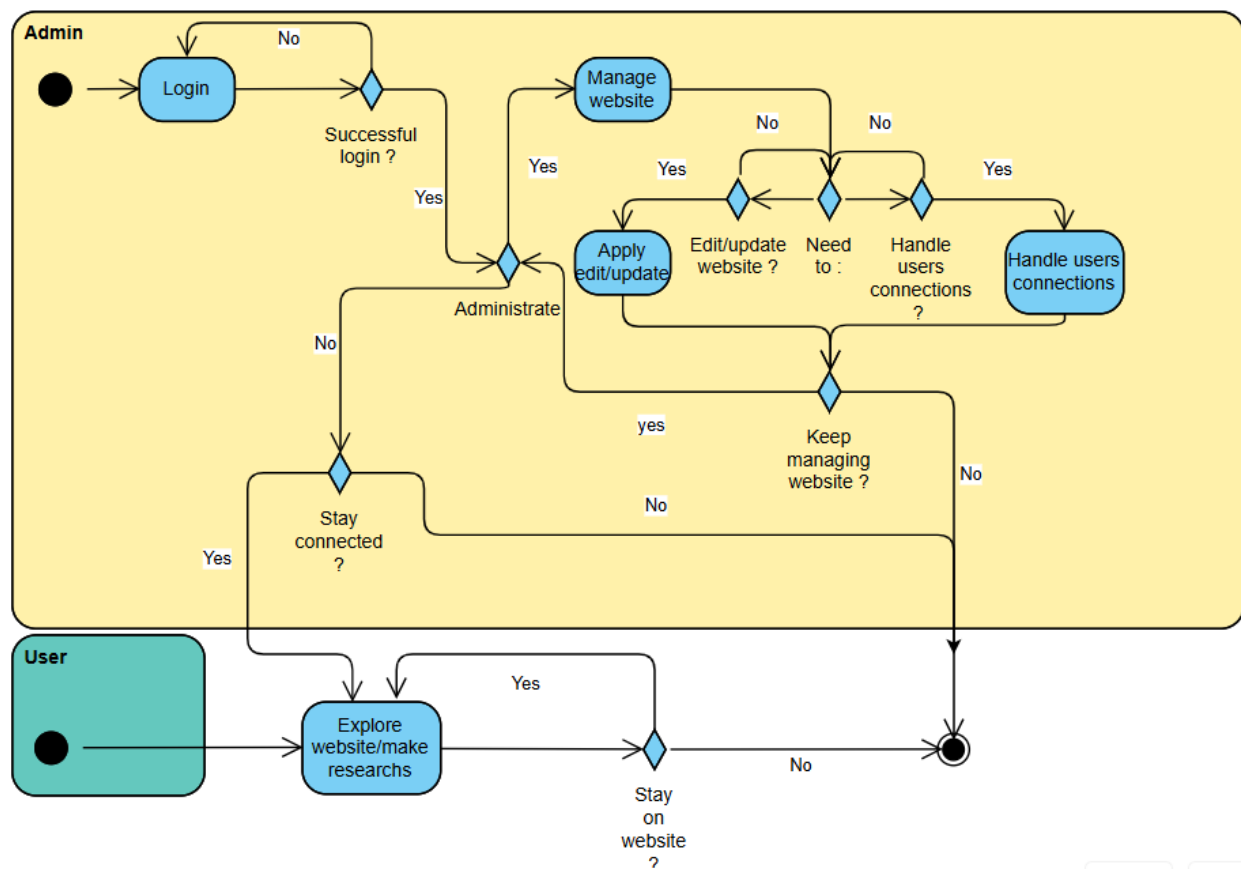 Admin
No
Login
Successful
login ?
Yes
Manage
website
Yes
No
No
Yes
Yes
Apply
edit/update
Edit/update
website ?
Need
to :
Handle
users
connections
?
Handle users
connections
Administrate
No
yes
Keep
managing
website ?
No
Stay
connected
?
No
Yes
User
Explore
website/make
researchs
Yes
No
Stay
on
website
?